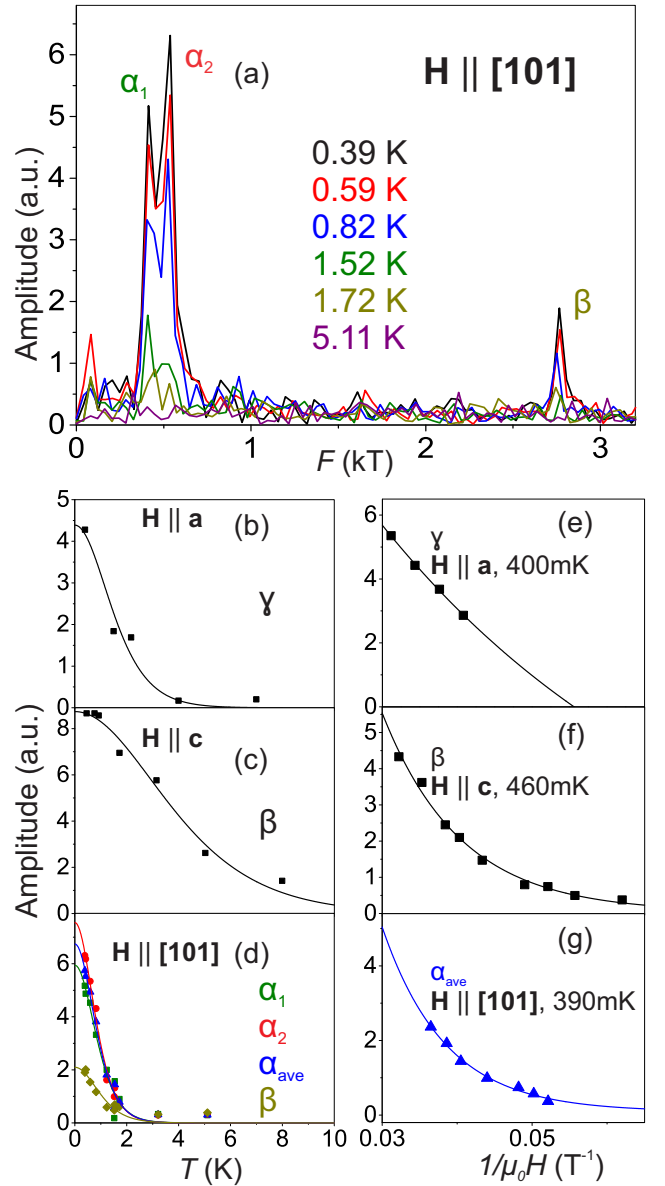 (a)
H || [101]
α1
α2
0.39 K
0.59 K
0.82 K
1.52 K
1.72 K
5.11 K
β
Amplitude (a.u.)
6
5
4
3
2
1
0
0 1 2 3
F (kT)
(b)
H || a
γ
5
4
3
2
1
0
(c)
H || c
β
8
6
4
2
0
Amplitude (a.u.)
(d)
H || [101]
α1
α2
αave
β
6
4
2
0
0 2 4 6 8 10
T (K)
(e)
γ
H || a, 400mK
6
4
2
0
(f)
β
H || c, 460mK
5
4
3
2
1
0
(g)
αave
H || [101], 390mK
4
2
0
0.03 0.05
1/μ0H (T-1)